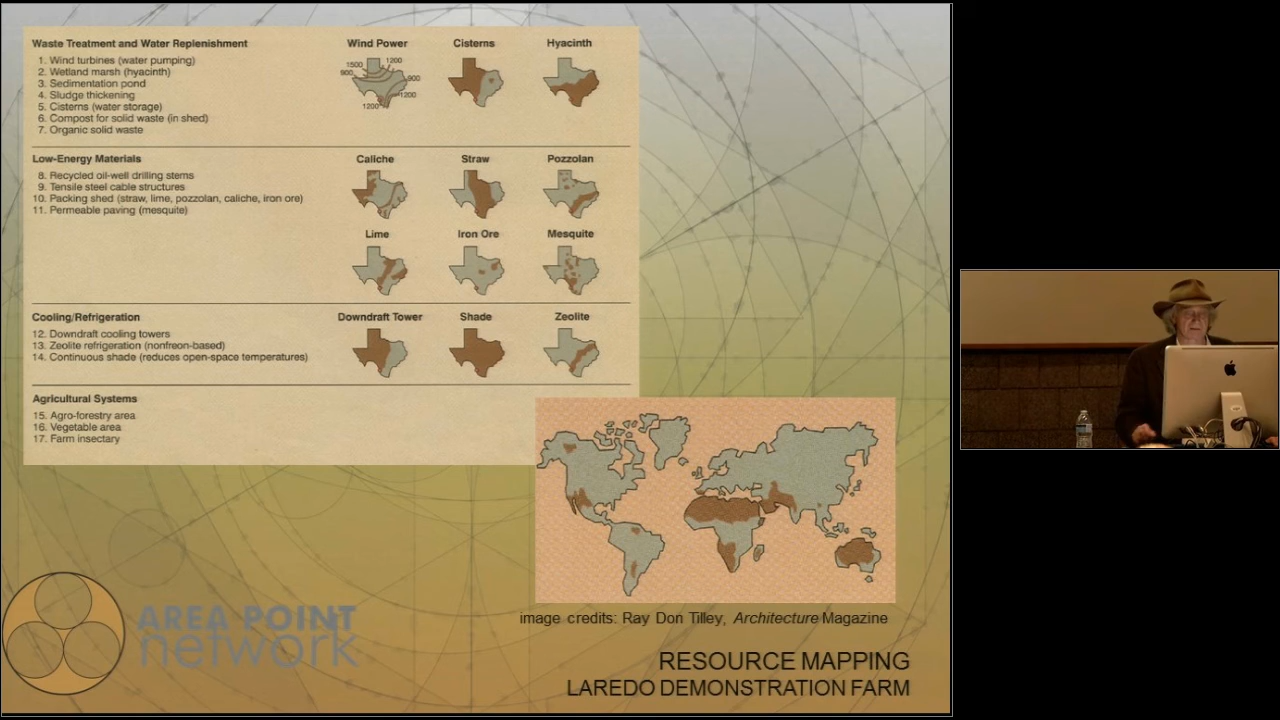 Waste Treatment and Water Replenishment
1. Wind turbines (water pumping)
2. Wetland marsh (hyacinth)
3. Sedimentation pond
4. Sludge thickening
5. Cisterns (water storage)
6. Compost for solid waste (in shed)
7. Organic solid waste
Wind Power Cisterns Hyacinth
1500 1200
900 900
1200
1200
Low-Energy Materials
8. Recycled oil-well drilling stems
9. Tensile steel cable structures
10. Packing shed (straw, lime, pozzolan, caliche, iron ore)
11. Permeable paving (mesquite)
Caliche Straw Pozzolan
Lime Iron Ore Mesquite
Cooling/Refrigeration
12. Downdraft cooling towers
13. Zeolite refrigeration (nonfreon-based)
14. Continuous shade (reduces open-space temperatures)
Downdraft Tower Shade Zeolite
Agricultural Systems
15. Agro-forestry area
16. Vegetable area
17. Farm insectary
image credits: Ray Don Tilley, Architecture Magazine
AREA POINT
network
RESOURCE MAPPING
LAREDO DEMONSTRATION FARM